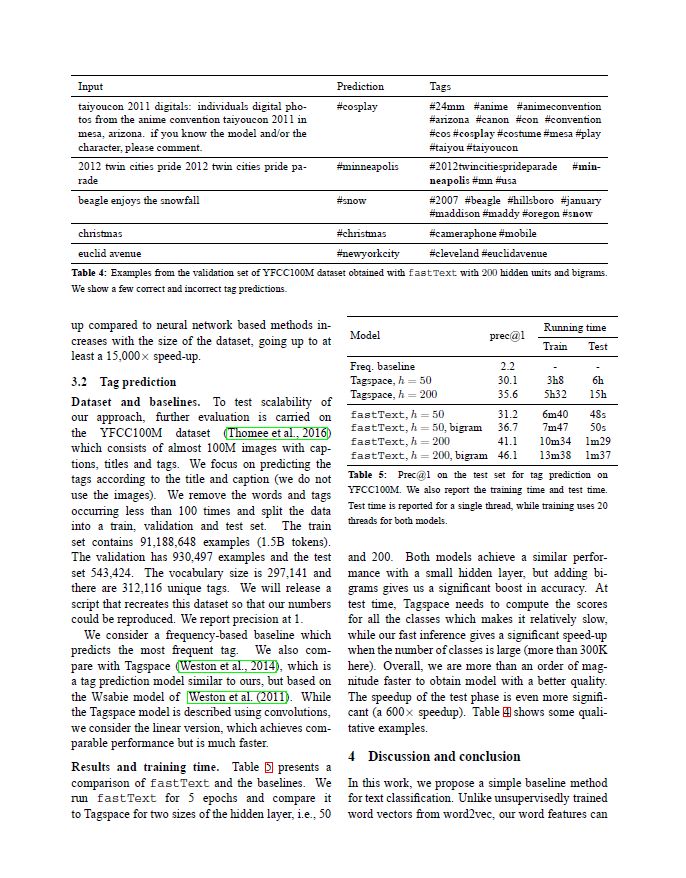 Input Prediction Tags
taiyoucon 2011 digitals: individuals digital pho- #cosplay #24mm #anime #animeconvention
tos from the anime convention taiyoucon 2011 in #arizona #canon #con #convention
mesa, arizona. if you know the model and/or the #cos #cosplay #costume #mesa #play
character, please comment. #taiyou #taiyoucon
2012 twin cities pride 2012 twin cities pride pa- #minneapolis #2012twincitiesprideparade #min-
rade neapolis #mn #usa
beagle enjoys the snowfall #snow #2007 #beagle #hillsboro #january
#maddison #maddy #oregon #snow
christmas #christmas #cameraphone #mobile
euclid avenue #newyorkcity #cleveland #euclidavenue
Table 4: Examples from the validation set of YFCC100M dataset obtained with fastText with 200 hidden units and bigrams.
We show a few correct and incorrect tag predictions.
up compared to neural network based methods in-
creases with the size of the dataset, going up to at
least a 15,000× speed-up.
3.2 Tag prediction
Dataset and baselines. To test scalability of
our approach, further evaluation is carried on
the YFCC100M dataset (Thomee et al., 2016)
which consists of almost 100M images with cap-
tions, titles and tags. We focus on predicting the
tags according to the title and caption (we do not
use the images). We remove the words and tags
occurring less than 100 times and split the data
into a train, validation and test set. The train
set contains 91,188,648 examples (1.5B tokens).
The validation has 930,497 examples and the test
set 543,424. The vocabulary size is 297,141 and
there are 312,116 unique tags. We will release a
script that recreates this dataset so that our numbers
could be reproduced. We report precision at 1.
We consider a frequency-based baseline which
predicts the most frequent tag. We also com-
pare with Tagspace (Weston et al., 2014), which is
a tag prediction model similar to ours, but based on
the Wsabie model of Weston et al. (2011). While
the Tagspace model is described using convolutions,
we consider the linear version, which achieves com-
parable performance but is much faster.
Results and training time. Table 5 presents a
comparison of fastText and the baselines. We
run fastText for 5 epochs and compare it
to Tagspace for two sizes of the hidden layer, i.e., 50
Model prec@1 Running time
Train Test
Freq. baseline 2.2 - -
Tagspace, h = 50 30.1 3h8 6h
Tagspace, h = 200 35.6 5h32 15h
fastText, h = 50 31.2 6m40 48s
fastText, h = 50, bigram 36.7 7m47 50s
fastText, h = 200 41.1 10m34 1m29
fastText, h = 200, bigram 46.1 13m38 1m37
Table 5: Prec@1 on the test set for tag prediction on
YFCC100M. We also report the training time and test time.
Test time is reported for a single thread, while training uses 20
threads for both models.
and 200. Both models achieve a similar perfor-
mance with a small hidden layer, but adding bi-
grams gives us a significant boost in accuracy. At
test time, Tagspace needs to compute the scores
for all the classes which makes it relatively slow,
while our fast inference gives a significant speed-up
when the number of classes is large (more than 300K
here). Overall, we are more than an order of mag-
nitude faster to obtain model with a better quality.
The speedup of the test phase is even more signifi-
cant (a 600× speedup). Table 4 shows some quali-
tative examples.
4 Discussion and conclusion
In this work, we propose a simple baseline method
for text classification. Unlike unsupervisedly trained
word vectors from word2vec, our word features can